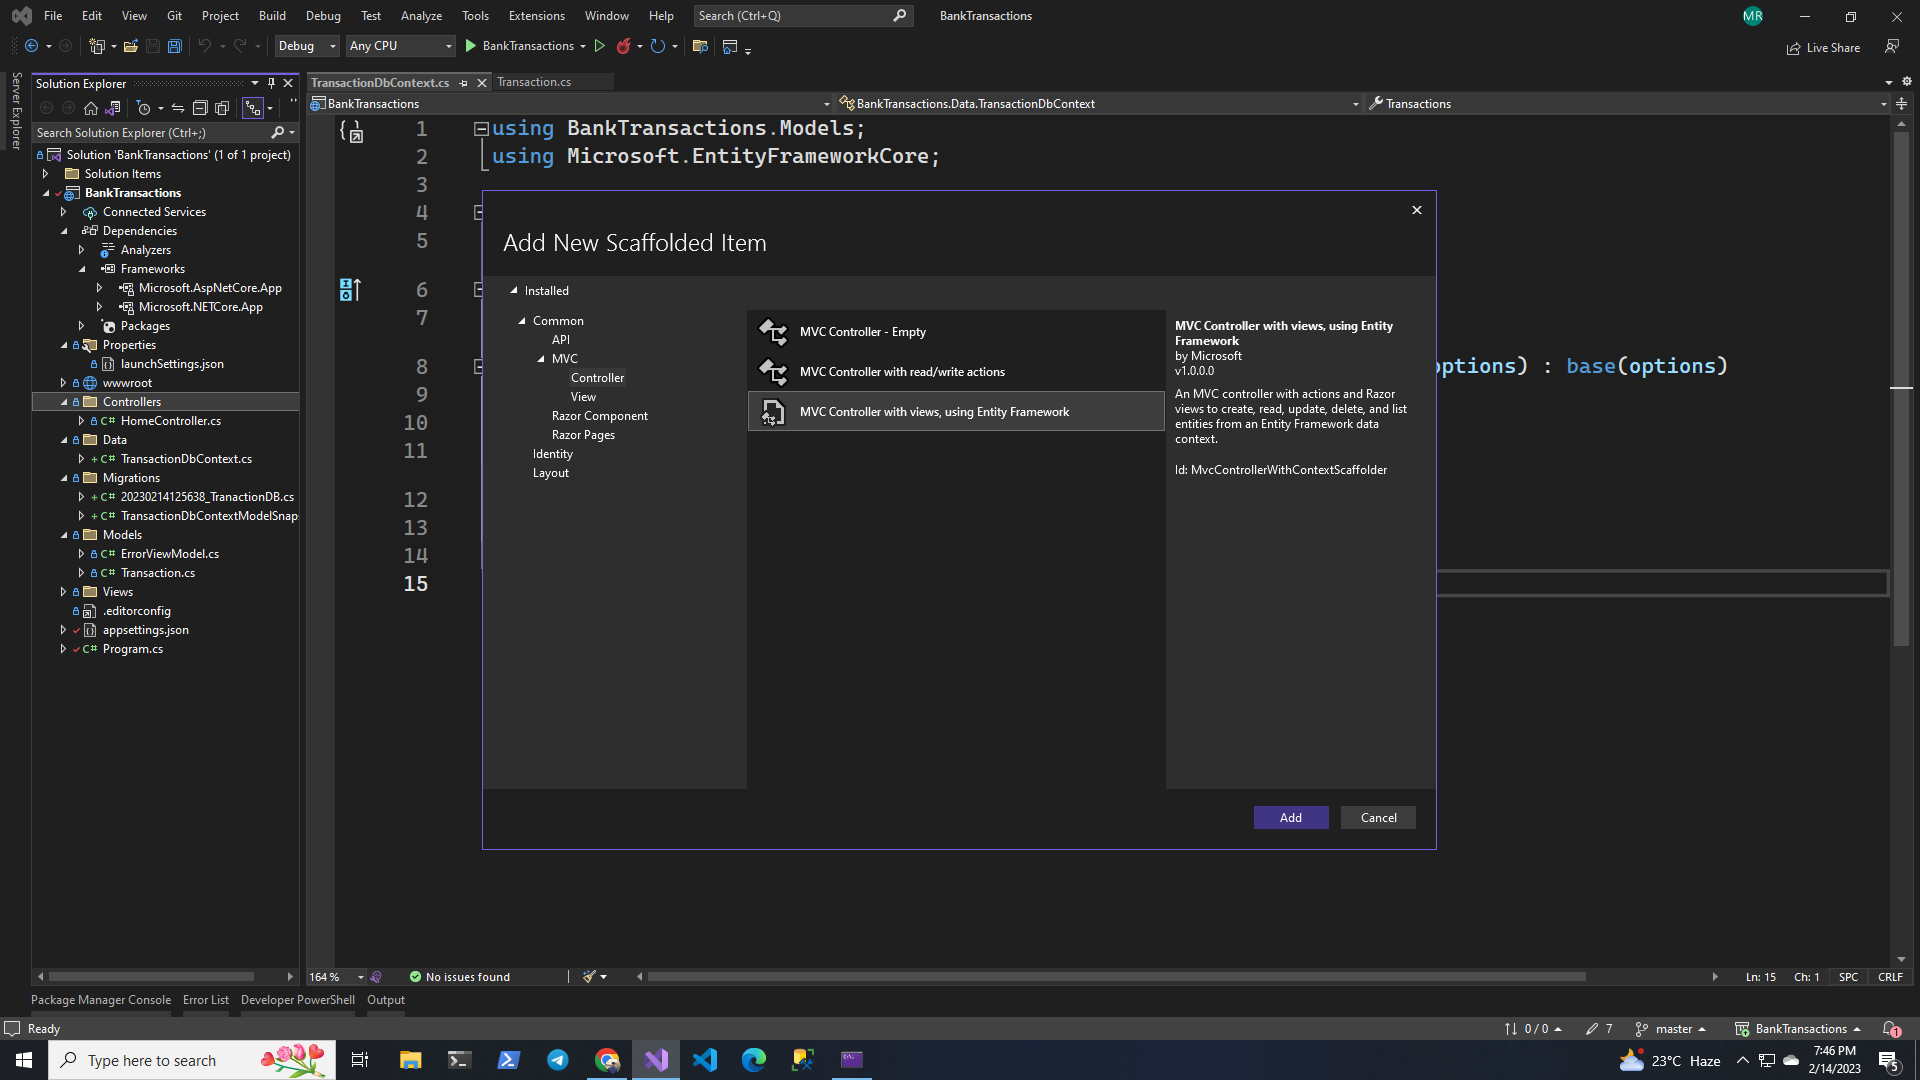 File Edit View Git Project Build Debug Test Analyze Tools Extensions Window Help Search (Ctrl+Q) BankTransactions MR
Debug Any CPU BankTransactions Live Share
Server Explorer
Solution Explorer
Search Solution Explorer (Ctrl+;)
Solution 'BankTransactions' (1 of 1 project)
Solution Items
BankTransactions
Connected Services
Dependencies
Analyzers
Frameworks
Microsoft.AspNetCore.App
Microsoft.NETCore.App
Packages
Properties
launchSettings.json
wwwroot
Controllers
C# HomeController.cs
Data
C# TransactionDbContext.cs
Migrations
C# 20230214125638_TranactionDB.cs
C# TransactionDbContextModelSnap
Models
C# ErrorViewModel.cs
C# Transaction.cs
Views
.editorconfig
appsettings.json
C# Program.cs
TransactionDbContext.cs Transaction.cs
BankTransactions BankTransactions.Data.TransactionDbContext Transactions
1 using BankTransactions.Models;
2 using Microsoft.EntityFrameworkCore;
3
4
5
6
7
8 options) : base(options)
9
10
11
12
13
14
15
Add New Scaffolded Item
Installed
Common
API
MVC
Controller
View
Razor Component
Razor Pages
Identity
Layout
MVC Controller - Empty
MVC Controller with read/write actions
MVC Controller with views, using Entity Framework
MVC Controller with views, using Entity
Framework
by Microsoft
v1.0.0.0
An MVC controller with actions and Razor
views to create, read, update, delete, and list
entities from an Entity Framework data
context.
Id: MvcControllerWithContextScaffolder
Add Cancel
164 % No issues found Ln: 15 Ch: 1 SPC CRLF
Package Manager Console Error List Developer PowerShell Output
Ready 0 / 0 7 master BankTransactions 1
Type here to search 23°C Haze 7:46 PM
2/14/2023 5